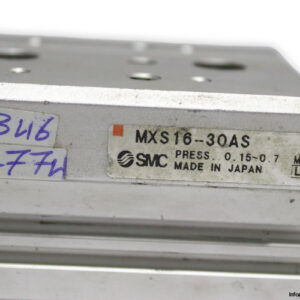 MXS16-30AS
SMC PRESS. 0.15~0.7 M
MADE IN JAPAN L